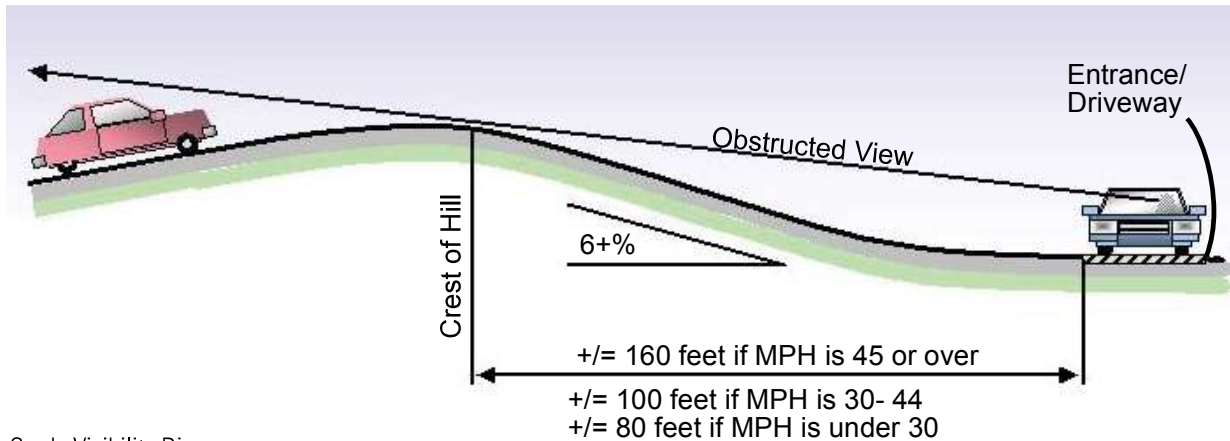 Entrance/
Driveway
Obstructed View
Crest of Hill
6+%
+/= 160 feet if MPH is 45 or over
+/= 100 feet if MPH is 30- 44
+/= 80 feet if MPH is under 30